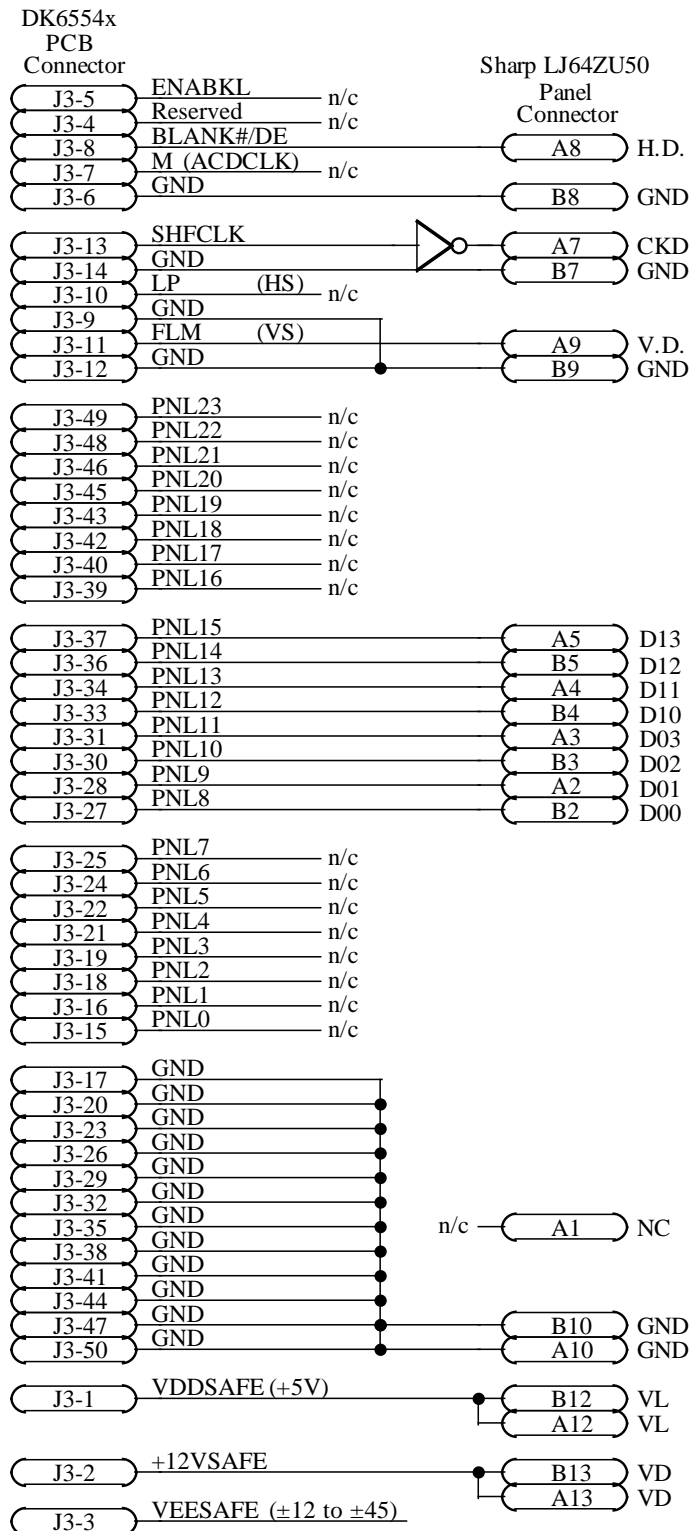 DK6554x
PCB
Connector
Sharp LJ64ZU50
Panel
Connector
J3-5 ENABKL n/c
J3-4 Reserved n/c
J3-8 BLANK#/DE A8 H.D.
J3-7 M (ACDCLK) n/c
J3-6 GND B8 GND
J3-13 SHFCLK A7 CKD
J3-14 GND B7 GND
J3-10 LP (HS) n/c
J3-9 GND
J3-11 FLM (VS) A9 V.D.
J3-12 GND B9 GND
J3-49 PNL23 n/c
J3-48 PNL22 n/c
J3-46 PNL21 n/c
J3-45 PNL20 n/c
J3-43 PNL19 n/c
J3-42 PNL18 n/c
J3-40 PNL17 n/c
J3-39 PNL16 n/c
J3-37 PNL15 A5 D13
J3-36 PNL14 B5 D12
J3-34 PNL13 A4 D11
J3-33 PNL12 B4 D10
J3-31 PNL11 A3 D03
J3-30 PNL10 B3 D02
J3-28 PNL9 A2 D01
J3-27 PNL8 B2 D00
J3-25 PNL7 n/c
J3-24 PNL6 n/c
J3-22 PNL5 n/c
J3-21 PNL4 n/c
J3-19 PNL3 n/c
J3-18 PNL2 n/c
J3-16 PNL1 n/c
J3-15 PNL0 n/c
J3-17 GND
J3-20 GND
J3-23 GND
J3-26 GND
J3-29 GND
J3-32 GND
J3-35 GND n/c A1 NC
J3-38 GND
J3-41 GND
J3-44 GND
J3-47 GND B10 GND
J3-50 GND A10 GND
J3-1 VDDSAFE (+5V) B12 VL
A12 VL
J3-2 +12VSAFE B13 VD
A13 VD
J3-3 VEESAFE (±12 to ±45)